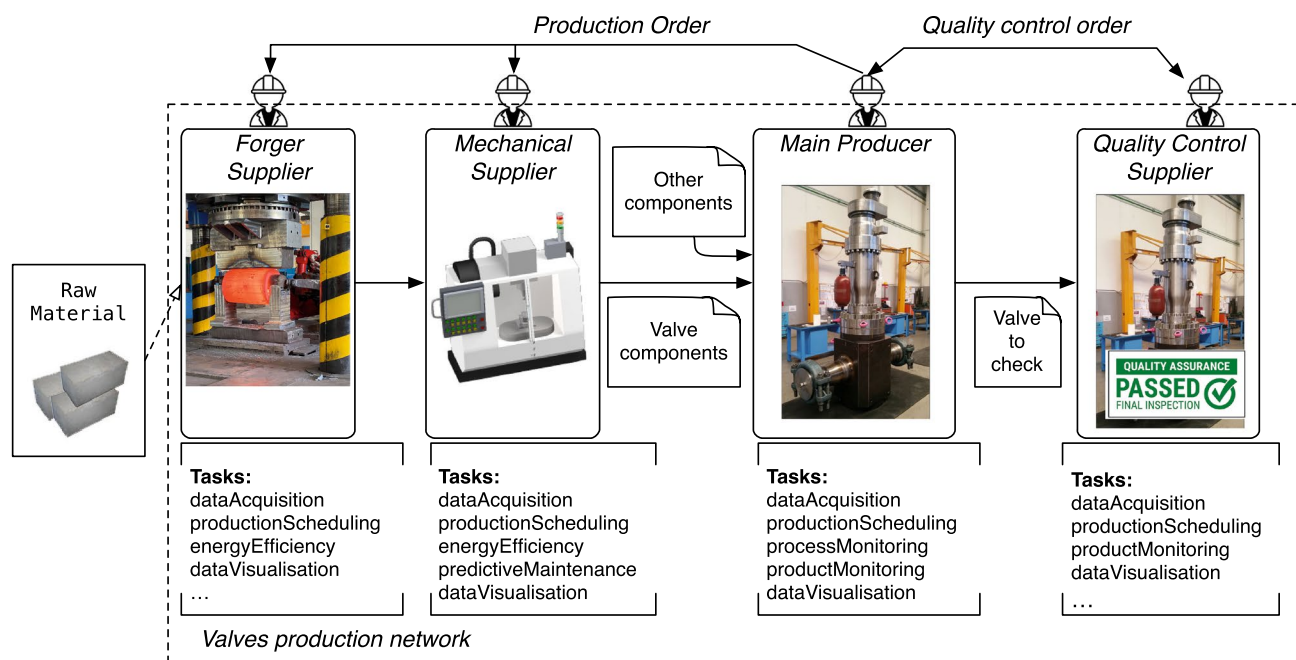 Production Order
Quality control order
Forger
Supplier
Mechanical
Supplier
Main Producer
Quality Control
Supplier
Other
components
Raw
Material
Valve
components
Valve
to
check
QUALITY ASSURANCE
PASSED
FINAL INSPECTION
Tasks:
dataAcquisition
productionScheduling
energyEfficiency
dataVisualisation
...
Tasks:
dataAcquisition
productionScheduling
energyEfficiency
predictiveMaintenance
dataVisualisation
Tasks:
dataAcquisition
productionScheduling
processMonitoring
productMonitoring
dataVisualisation
Tasks:
dataAcquisition
productionScheduling
productMonitoring
dataVisualisation
...
Valves production network